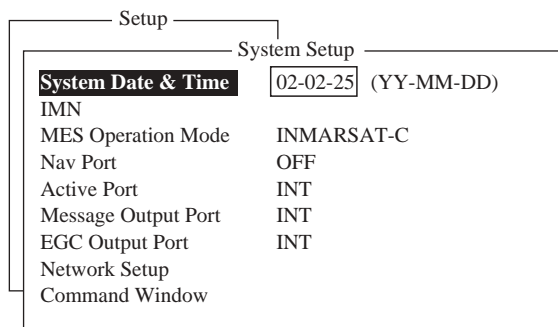 Setup
System Setup
System Date & Time 02-02-25 (YY-MM-DD)
IMN
MES Operation Mode INMARSAT-C
Nav Port OFF
Active Port INT
Message Output Port INT
EGC Output Port INT
Network Setup
Command Window